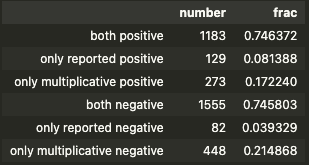 number frac
both positive 1183 0.746372
only reported positive 129 0.081388
only multiplicative positive 273 0.172240
both negative 1555 0.745803
only reported negative 82 0.039329
only multiplicative negative 448 0.214868